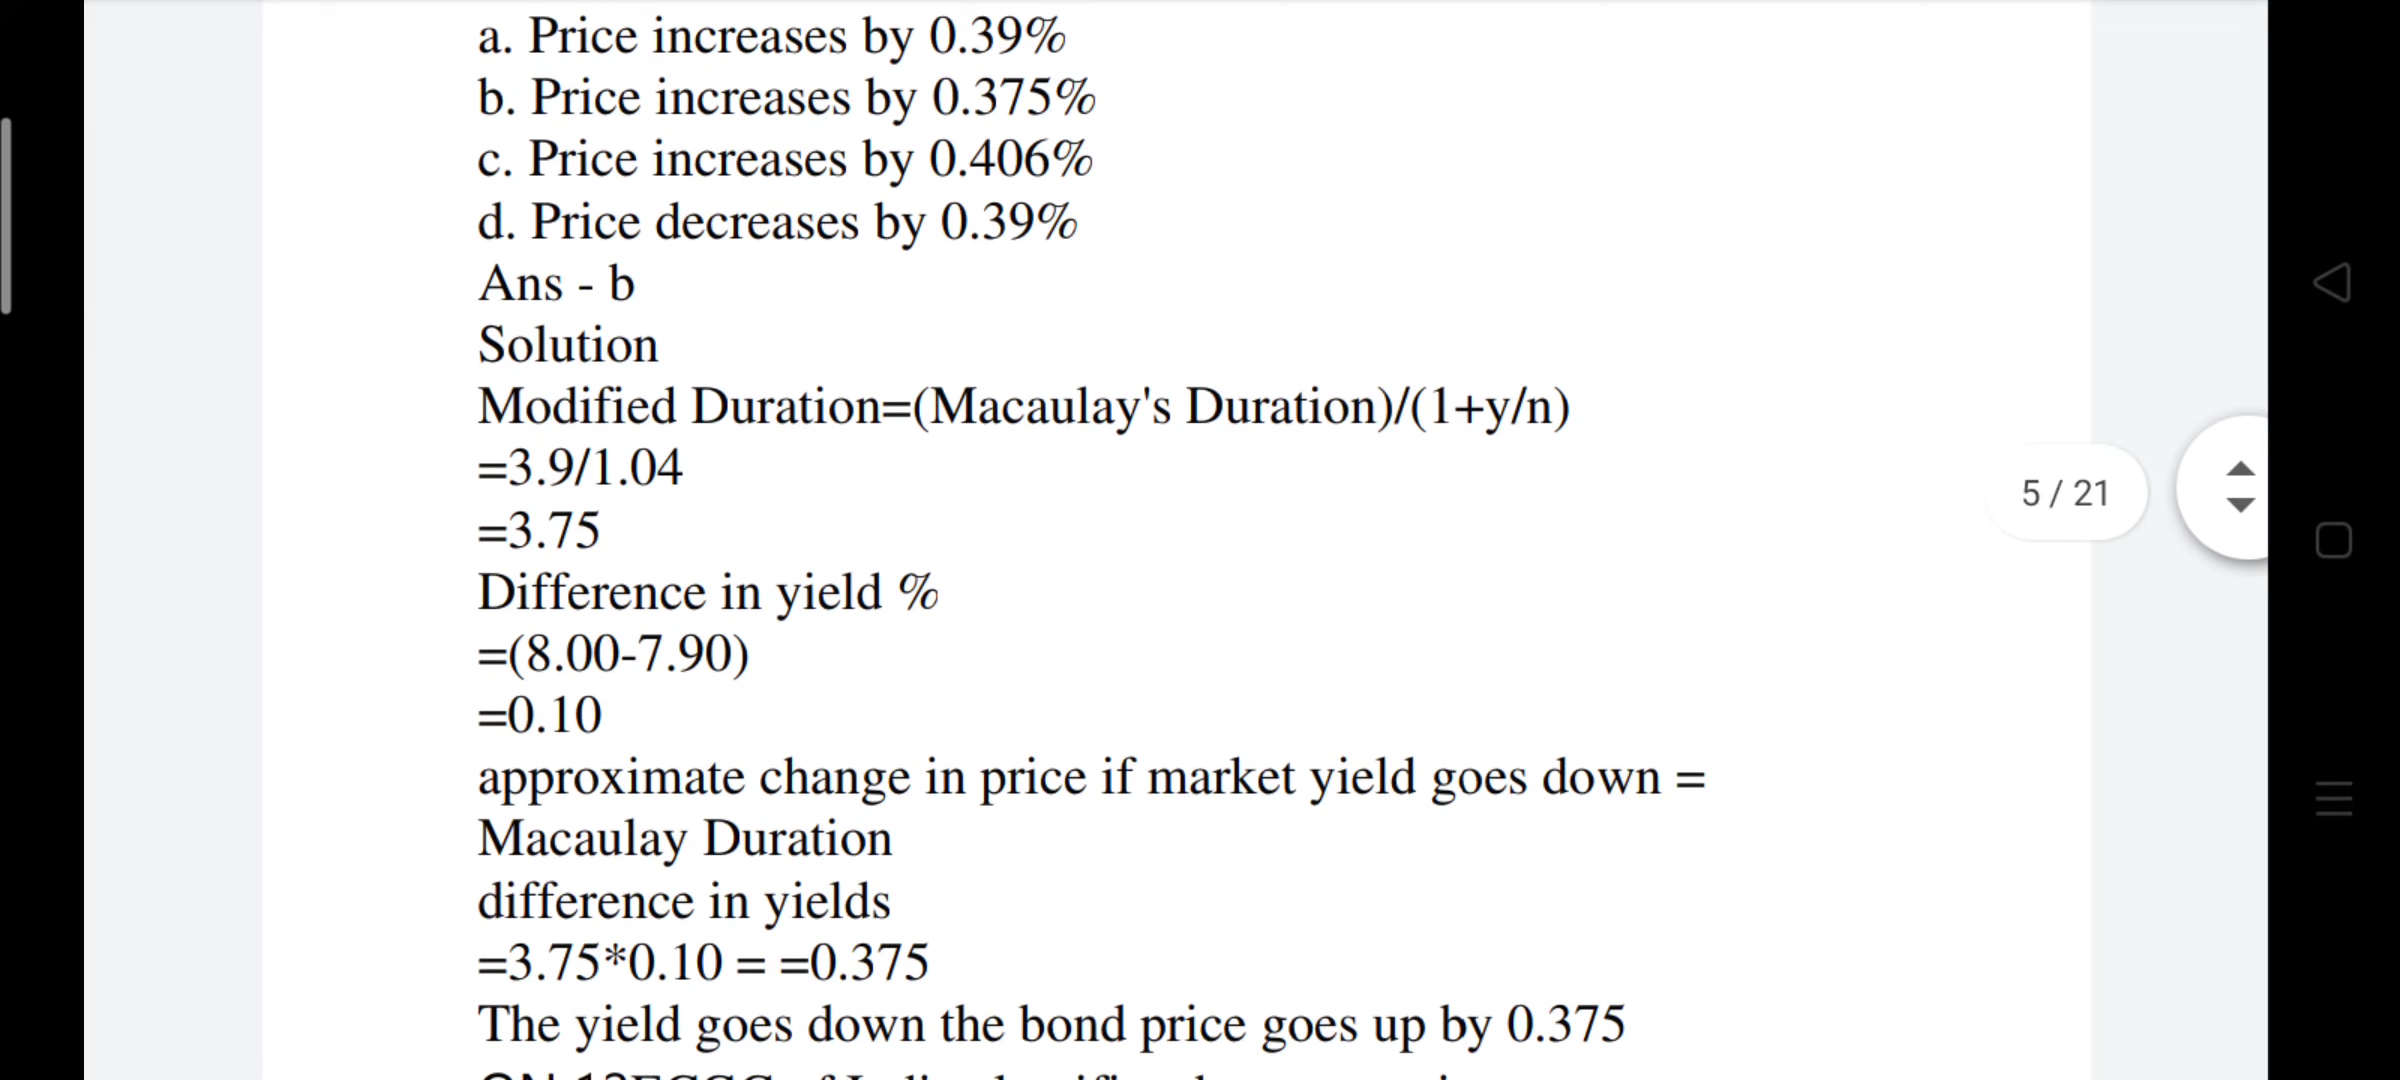 a. Price increases by 0.39%
b. Price increases by 0.375%
c. Price increases by 0.406%
d. Price decreases by 0.39%
Ans - b
Solution
Modified Duration=(Macaulay's Duration)/(1+y/n)
=3.9/1.04
=3.75
Difference in yield %
=(8.00-7.90)
=0.10
approximate change in price if market yield goes down =
Macaulay Duration
difference in yields
=3.75*0.10 = =0.375
The yield goes down the bond price goes up by 0.375
5 / 21